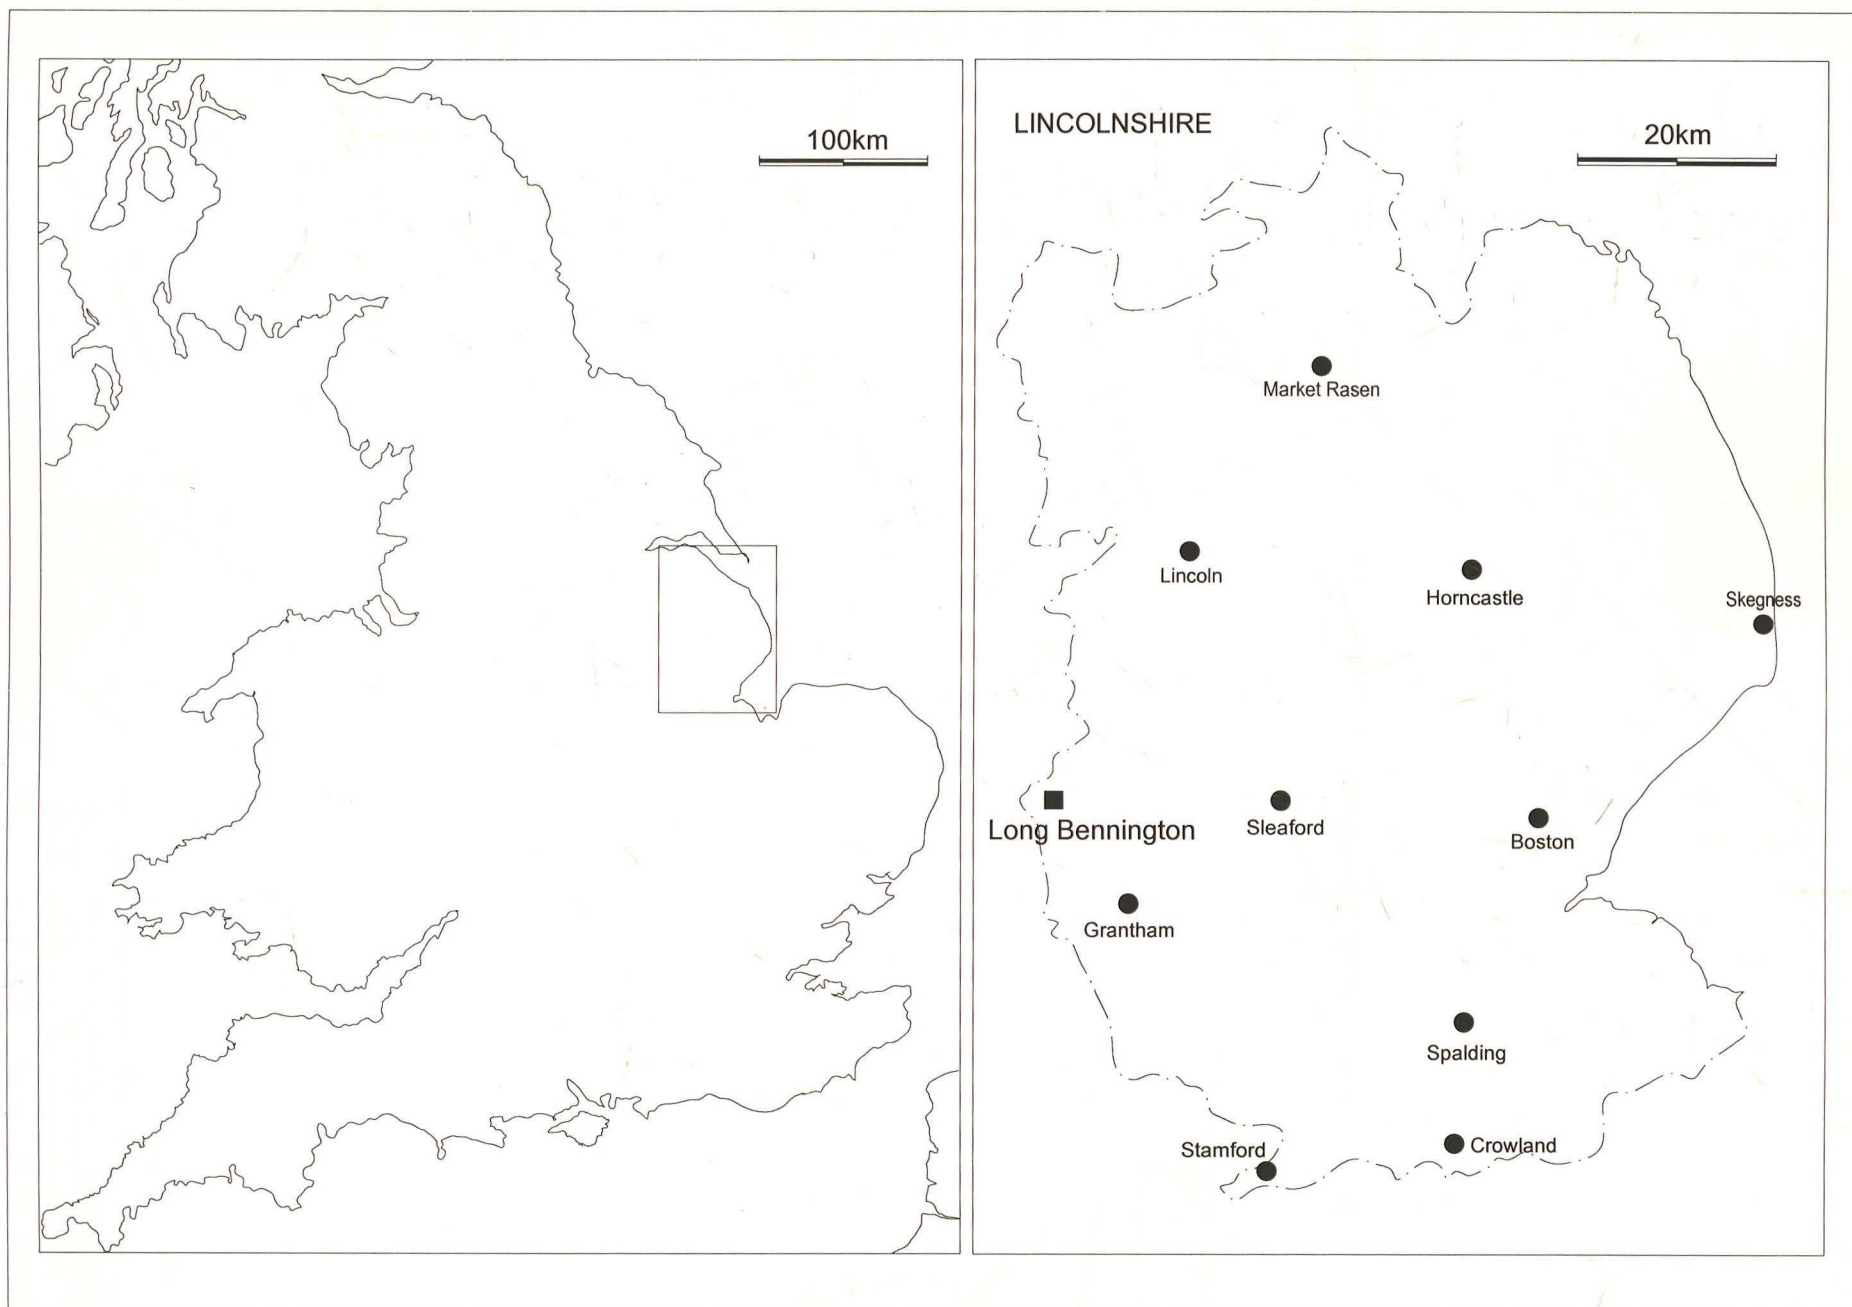 100km
LINCOLNSHIRE
20km
Market Rasen
Lincoln
Horncastle
Skegness
Long Bennington
Sleaford
Boston
Grantham
Spalding
Stamford
Crowland